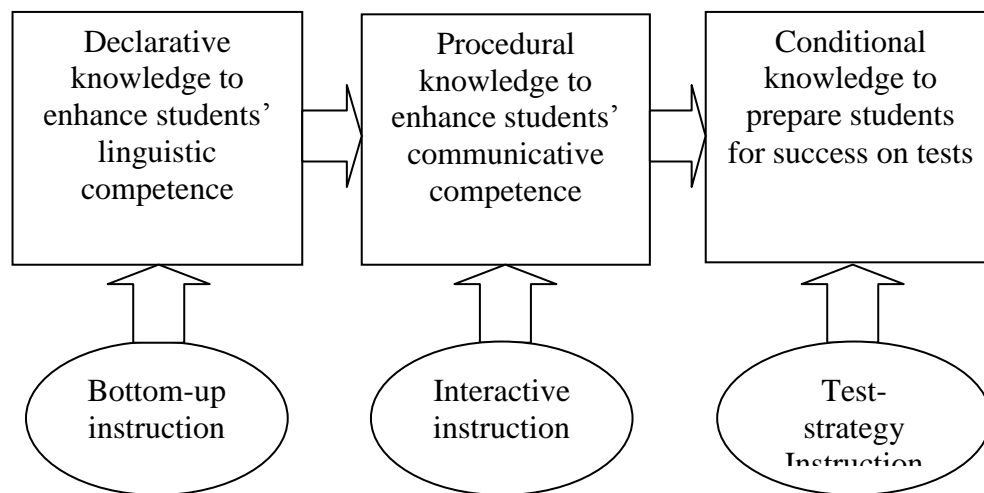 Declarative
knowledge to
enhance students’
linguistic
competence
Procedural
knowledge to
enhance students’
communicative
competence
Conditional
knowledge to
prepare students
for success on tests
Bottom-up
instruction
Interactive
instruction
Test-
strategy
Instruction